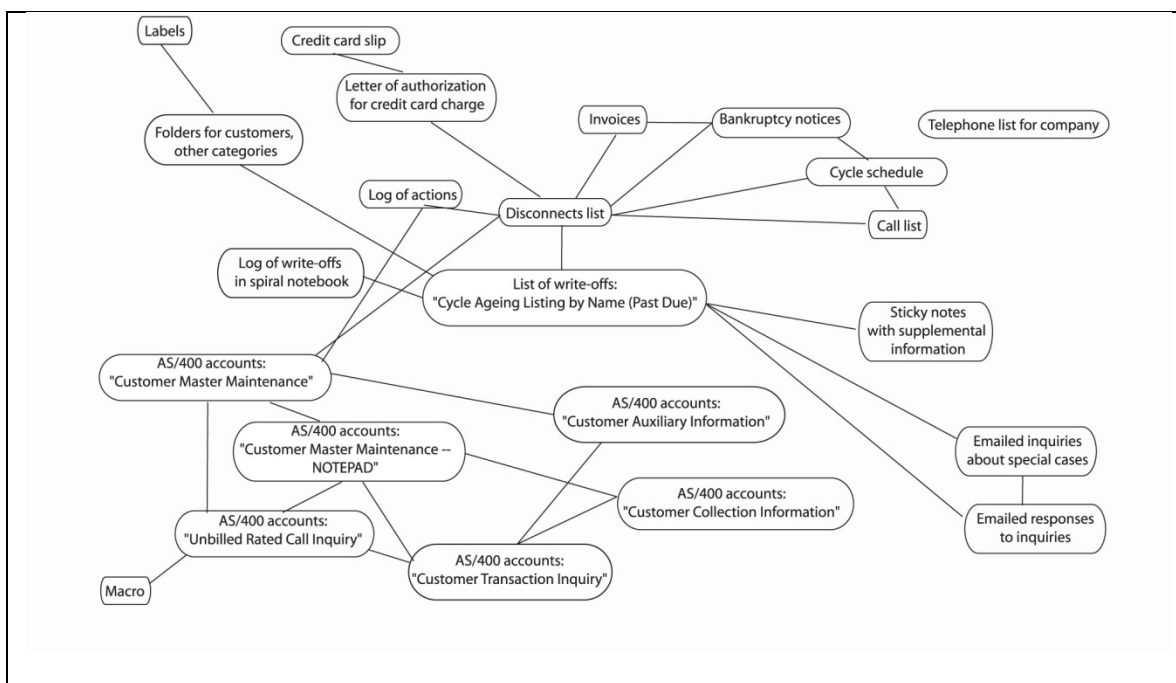 Labels
Credit card slip
Letter of authorization
for credit card charge
Invoices
Bankruptcy notices
Telephone list for company
Folders for customers,
other categories
Cycle schedule
Log of actions
Disconnects list
Call list
Log of write-offs
in spiral notebook
List of write-offs:
"Cycle Ageing Listing by Name (Past Due)"
Sticky notes
with supplemental
information
AS/400 accounts:
"Customer Master Maintenance"
AS/400 accounts:
"Customer Auxiliary Information"
AS/400 accounts:
"Customer Master Maintenance --
NOTEPAD"
Emailed inquiries
about special cases
AS/400 accounts:
"Customer Collection Information"
AS/400 accounts:
"Unbilled Rated Call Inquiry"
Emailed responses
to inquiries
AS/400 accounts:
"Customer Transaction Inquiry"
Macro